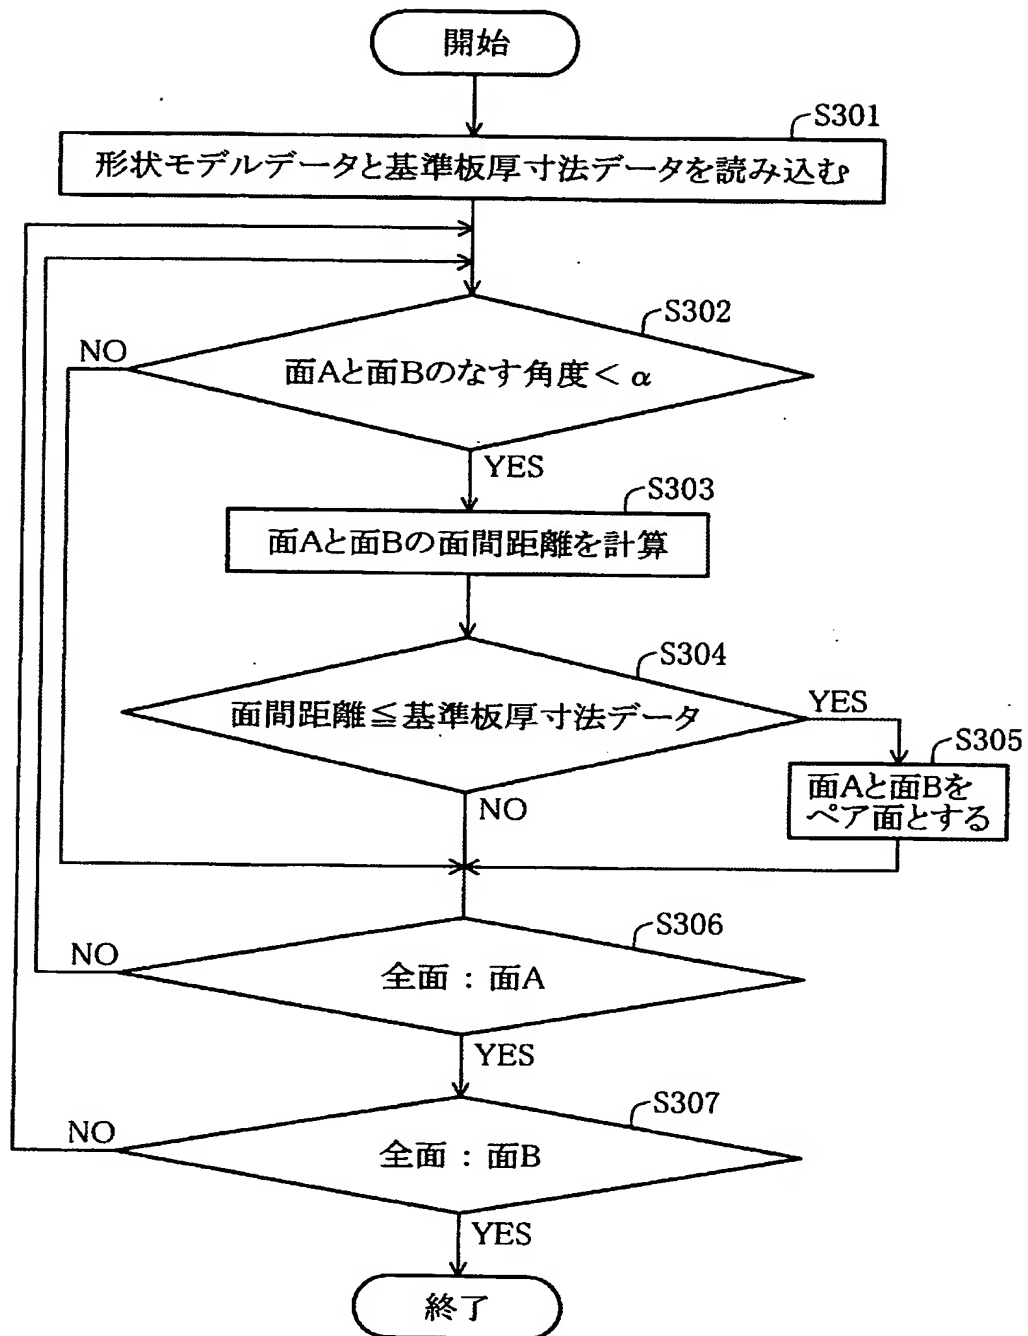 開始
S301
形状モデルデータと基準板厚寸法データを読み込む
S302
NO
面Aと面Bのなす角度< α
YES
S303
面Aと面Bの面間距離を計算
S304
面間距離≦基準板厚寸法データ
YES
S305
面Aと面Bを
ペア面とする
NO
S306
NO
全面:面A
YES
S307
NO
全面:面B
YES
終了